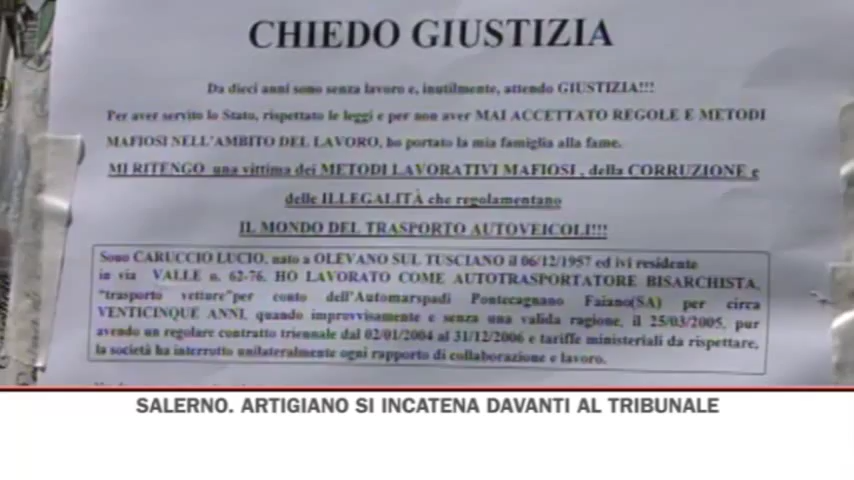 CHIEDO GIUSTIZIA
Da dieci anni sono senza lavoro e, inutilmente, attendo GIUSTIZIA!!!
Per aver servito lo Stato, rispettato le leggi e per non aver MAI ACCETTATO REGOLE E METODI
MAFIOSI NELL'AMBITO DEL LAVORO, ho portato la mia famiglia alla fame.
MI RITENGO una vittima dei METODI LAVORATIVI MAFIOSI, della CORRUZIONE e
delle ILLEGALITÀ che regolamentano
IL MONDO DEL TRASPORTO AUTOVEICOLI!!!
Sono CARUCCIO LUCIO, nato a OLEVANO SUL TUSCIANO il 06/12/1957 ed ivi residente
in via VALLE n. 62-76. HO LAVORATO COME AUTOTRASPORTATORE BISARCHISTA,
"trasporto vetture"per conto dell'Automarspadi Pontecagnano Faiano(SA) per circa
VENTICINQUE ANNI, quando improvvisamente e senza una valida ragione, il 25/03/2005, pur
avendo un regolare contratto triennale dal 02/01/2004 al 31/12/2006 e tariffe ministeriali da rispettare,
la società ha interrotto unilateralmente ogni rapporto di collaborazione e lavoro.
SALERNO. ARTIGIANO SI INCATENA DAVANTI AL TRIBUNALE